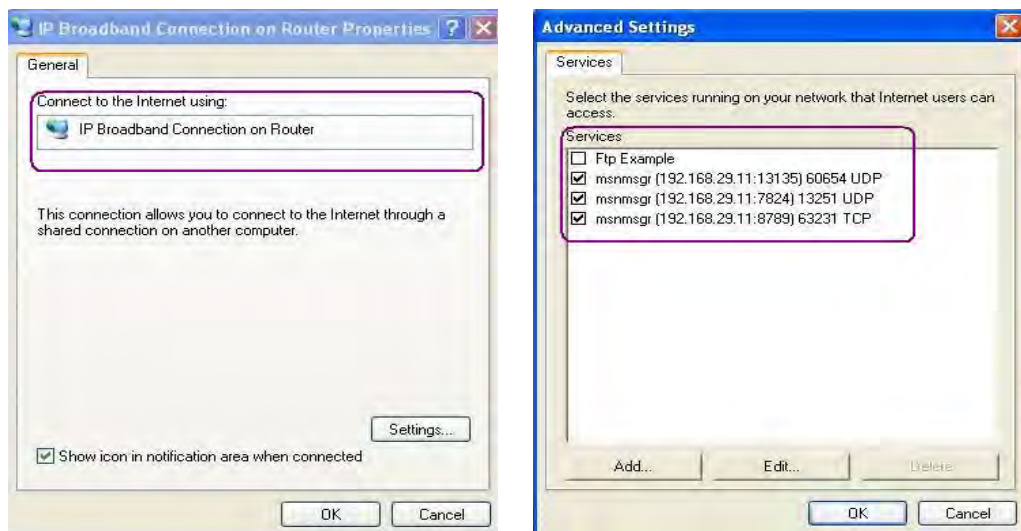 IP Broadband Connection on Router Properties
General
Connect to the Internet using:
IP Broadband Connection on Router
This connection allows you to connect to the Internet through a
shared connection on another computer.
Settings...
Show icon in notification area when connected
OK
Cancel
Advanced Settings
Services
Select the services running on your network that Internet users can
access.
Services
Ftp Example
msnmsgr (192.168.29.11:13135) 60654 UDP
msnmsgr (192.168.29.11:7824) 13251 UDP
msnmsgr (192.168.29.11:8789) 63231 TCP
Add...
Edit...
Delete
OK
Cancel